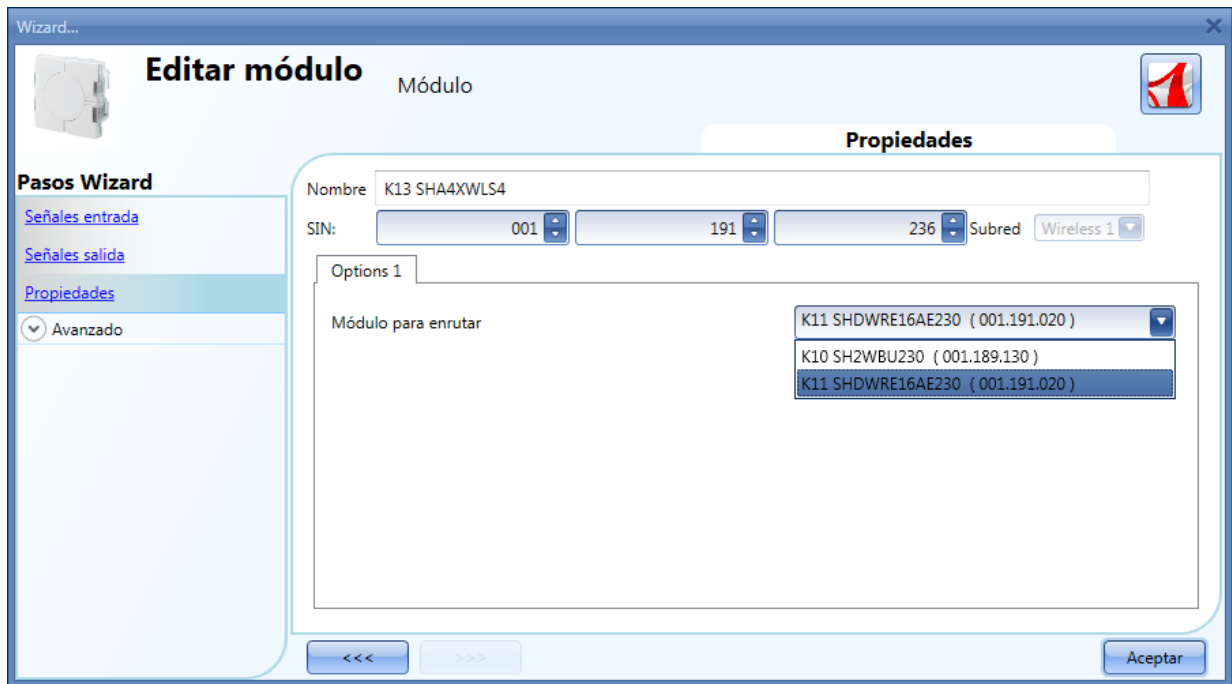 Wizard...
Editar módulo
Módulo
Propiedades
Pasos Wizard
Señales entrada
Señales salida
Propiedades
Avanzado
Nombre K13 SHA4XWLS4
SIN: 001 191 236 Subred Wireless 1
Options 1
Módulo para enrutar K11 SHDWRE16AE230 ( 001.191.020 )
K10 SH2WBU230 ( 001.189.130 )
K11 SHDWRE16AE230 ( 001.191.020 )
<<< >>> Aceptar